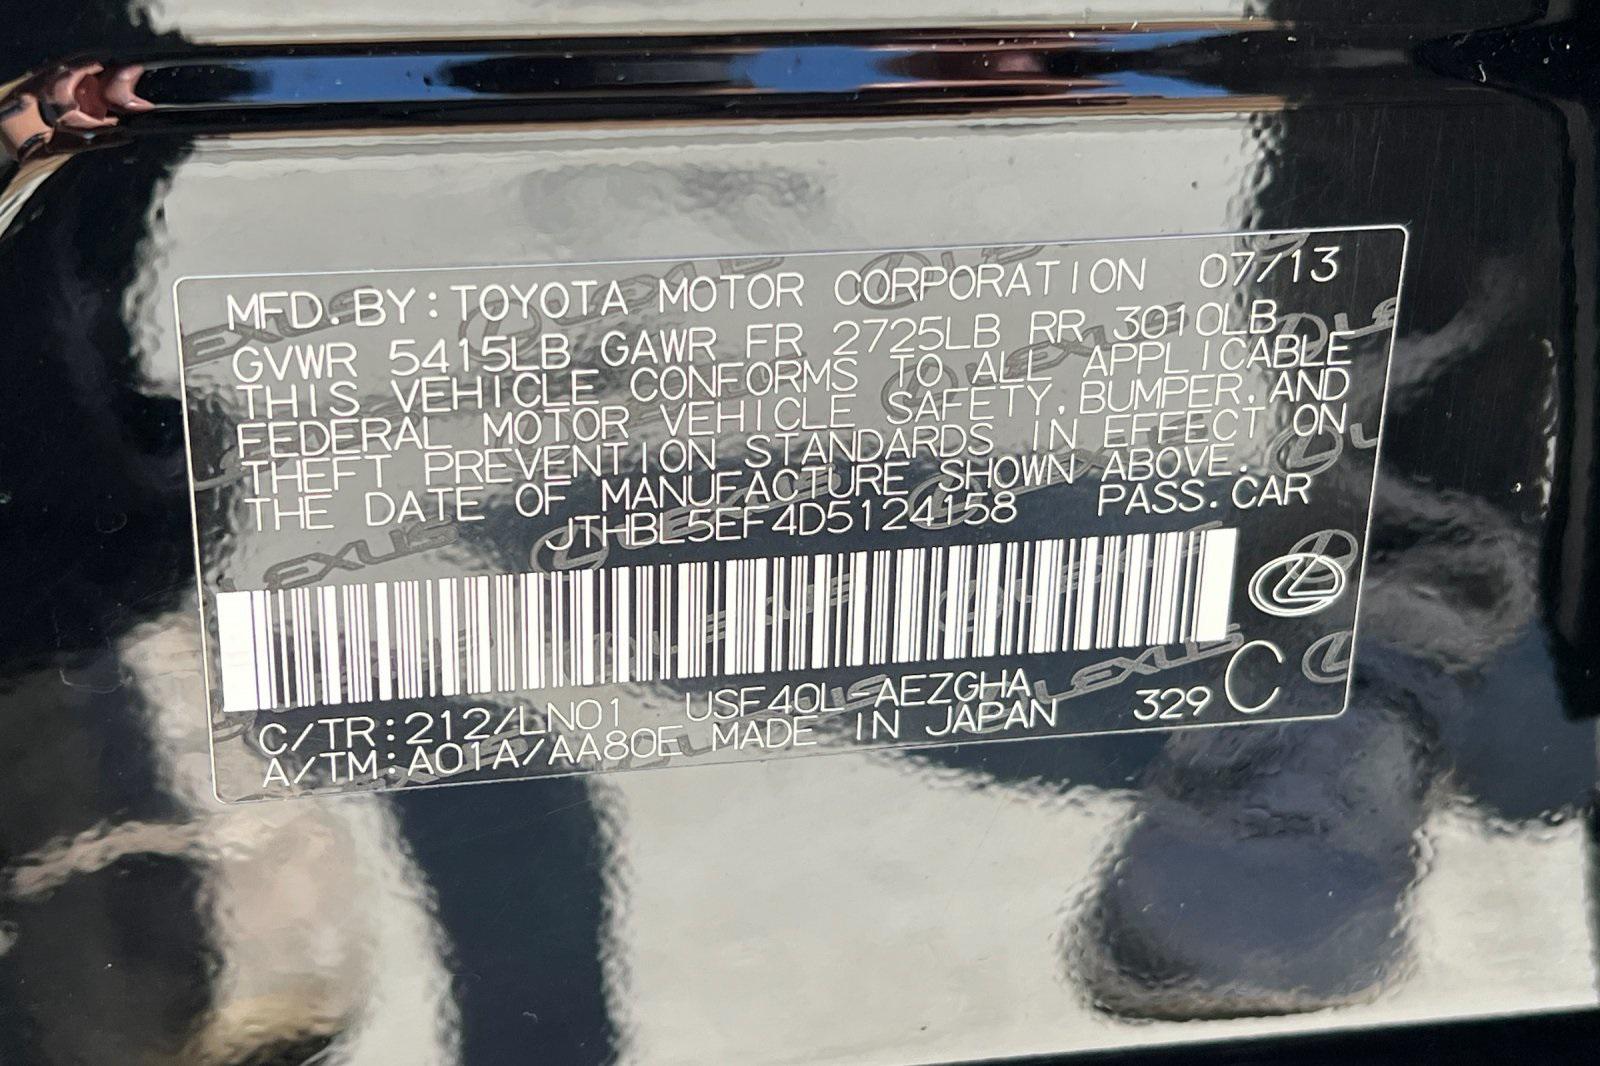 MFD. BY: TOYOTA MOTOR CORPORATION 07/13
GVWR 5415LB GAWR FR 2725LB RR 3010LB
THIS VEHICLE CONFORMS TO ALL APPLICABLE
FEDERAL MOTOR VEHICLE SAFETY, BUMPER, AND
THEFT PREVENTION STANDARDS IN EFFECT ON
THE DATE OF MANUFACTURE SHOWN ABOVE.
JTHBL5EF4D5124158 PASS. CAR
C/TR: 212/LN01 USF40L-AEZGHA 329 C
A/TM: A01A/AA80E MADE IN JAPAN